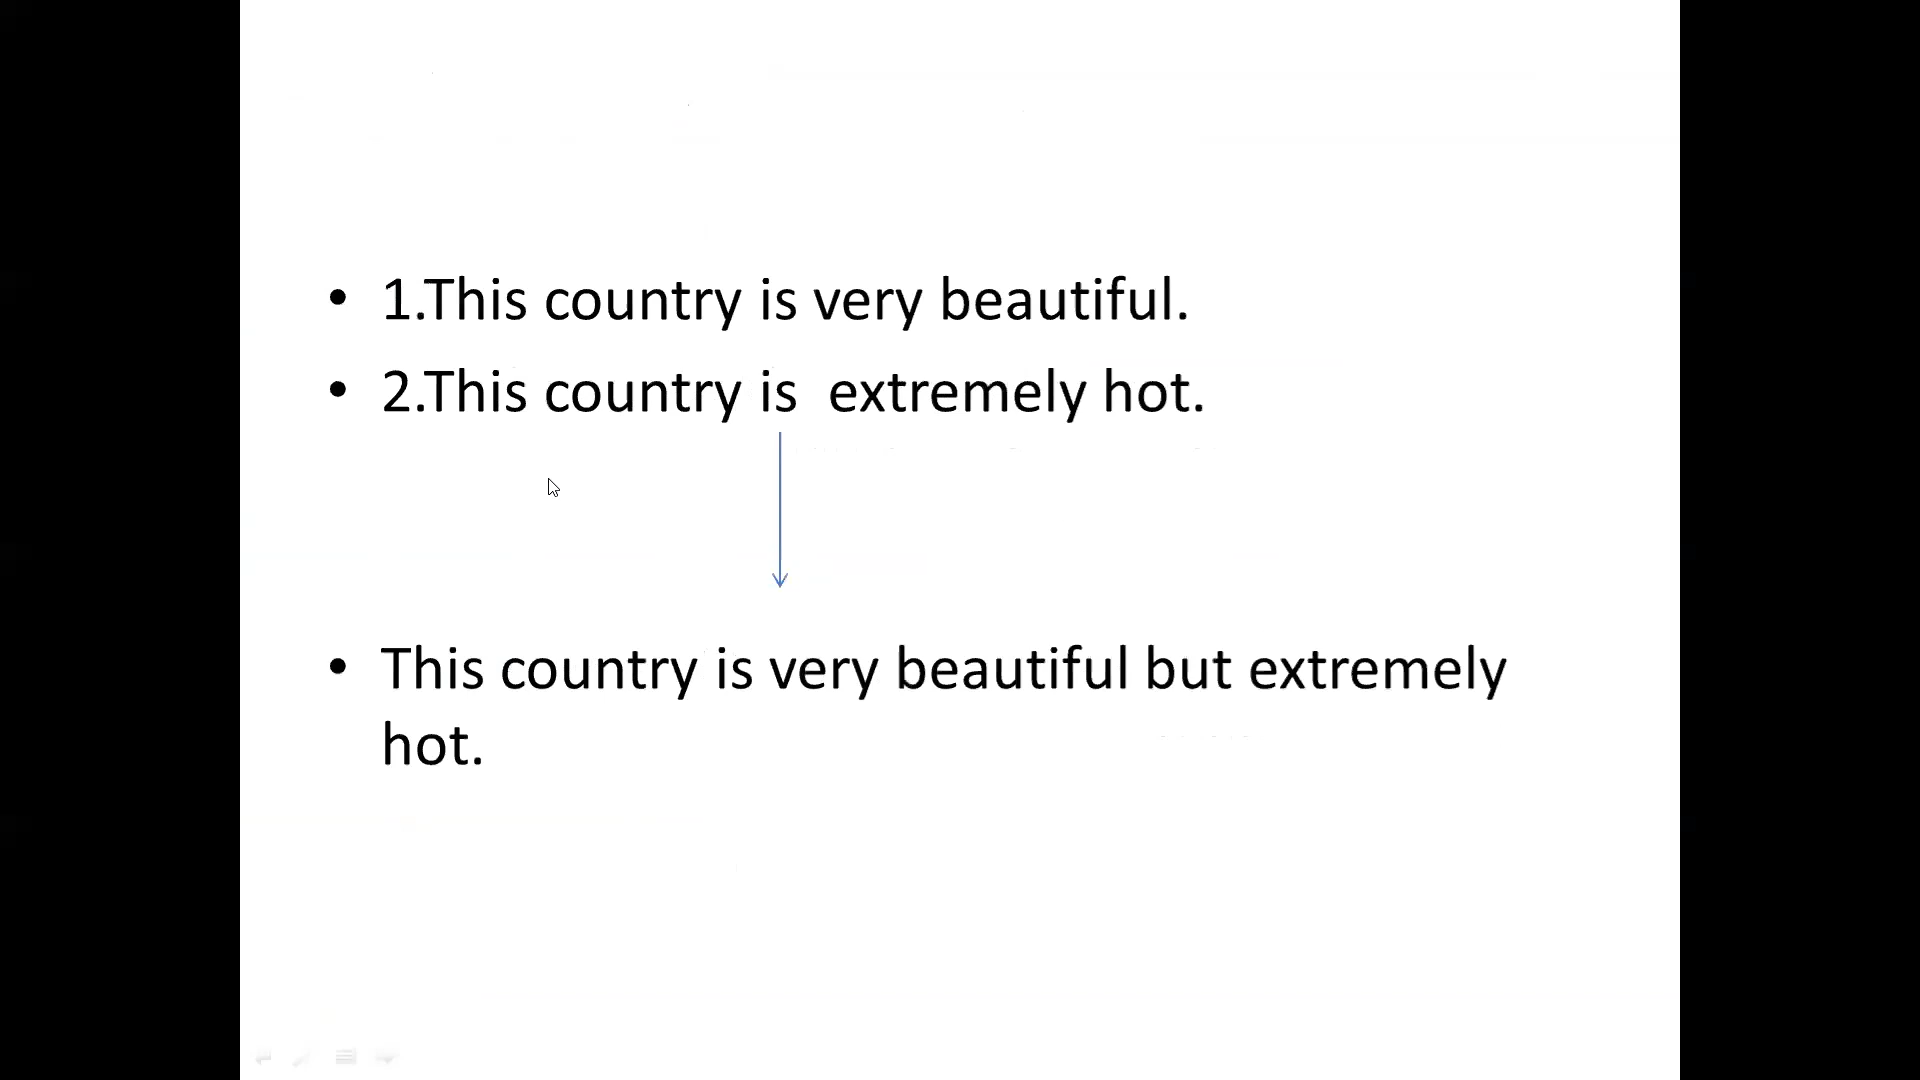 • 1.This country is very beautiful.
• 2.This country is  extremely hot.
• This country is very beautiful but extremely
hot.